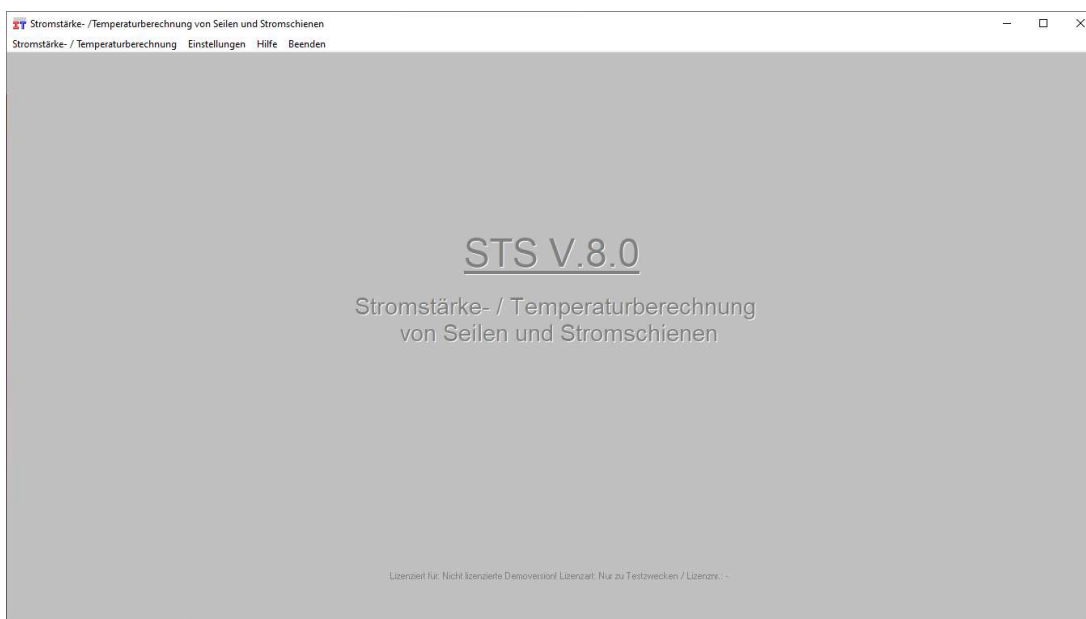 Stromstärke- /Temperaturberechnung von Seilen und Stromschienen
Stromstärke- / Temperaturberechnung Einstellungen Hilfe Beenden
STS V.8.0
Stromstärke- / Temperaturberechnung
von Seilen und Stromschienen
Lizenziert für: Nicht lizenzierte Demoversion! Lizenzart: Nur zu Testzwecken / Lizenznr.: -